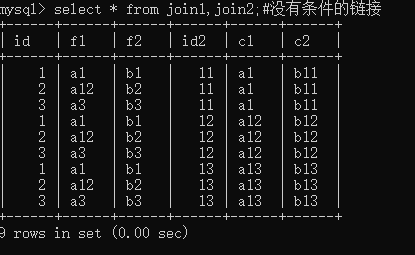 mysql> select * from join1,join2;#没有条件的链接
+----+------+------+-----+------+------+
| id | f1 | f2 | id2 | c1 | c2 |
+----+------+------+-----+------+------+
| 1 | a1 | b1 | 11 | a1 | b11 |
| 2 | a12 | b2 | 11 | a1 | b11 |
| 3 | a3 | b3 | 11 | a1 | b11 |
| 1 | a1 | b1 | 12 | a12 | b12 |
| 2 | a12 | b2 | 12 | a12 | b12 |
| 3 | a3 | b3 | 12 | a12 | b12 |
| 1 | a1 | b1 | 13 | a13 | b13 |
| 2 | a12 | b2 | 13 | a13 | b13 |
| 3 | a3 | b3 | 13 | a13 | b13 |
+----+------+------+-----+------+------+
9 rows in set (0.00 sec)